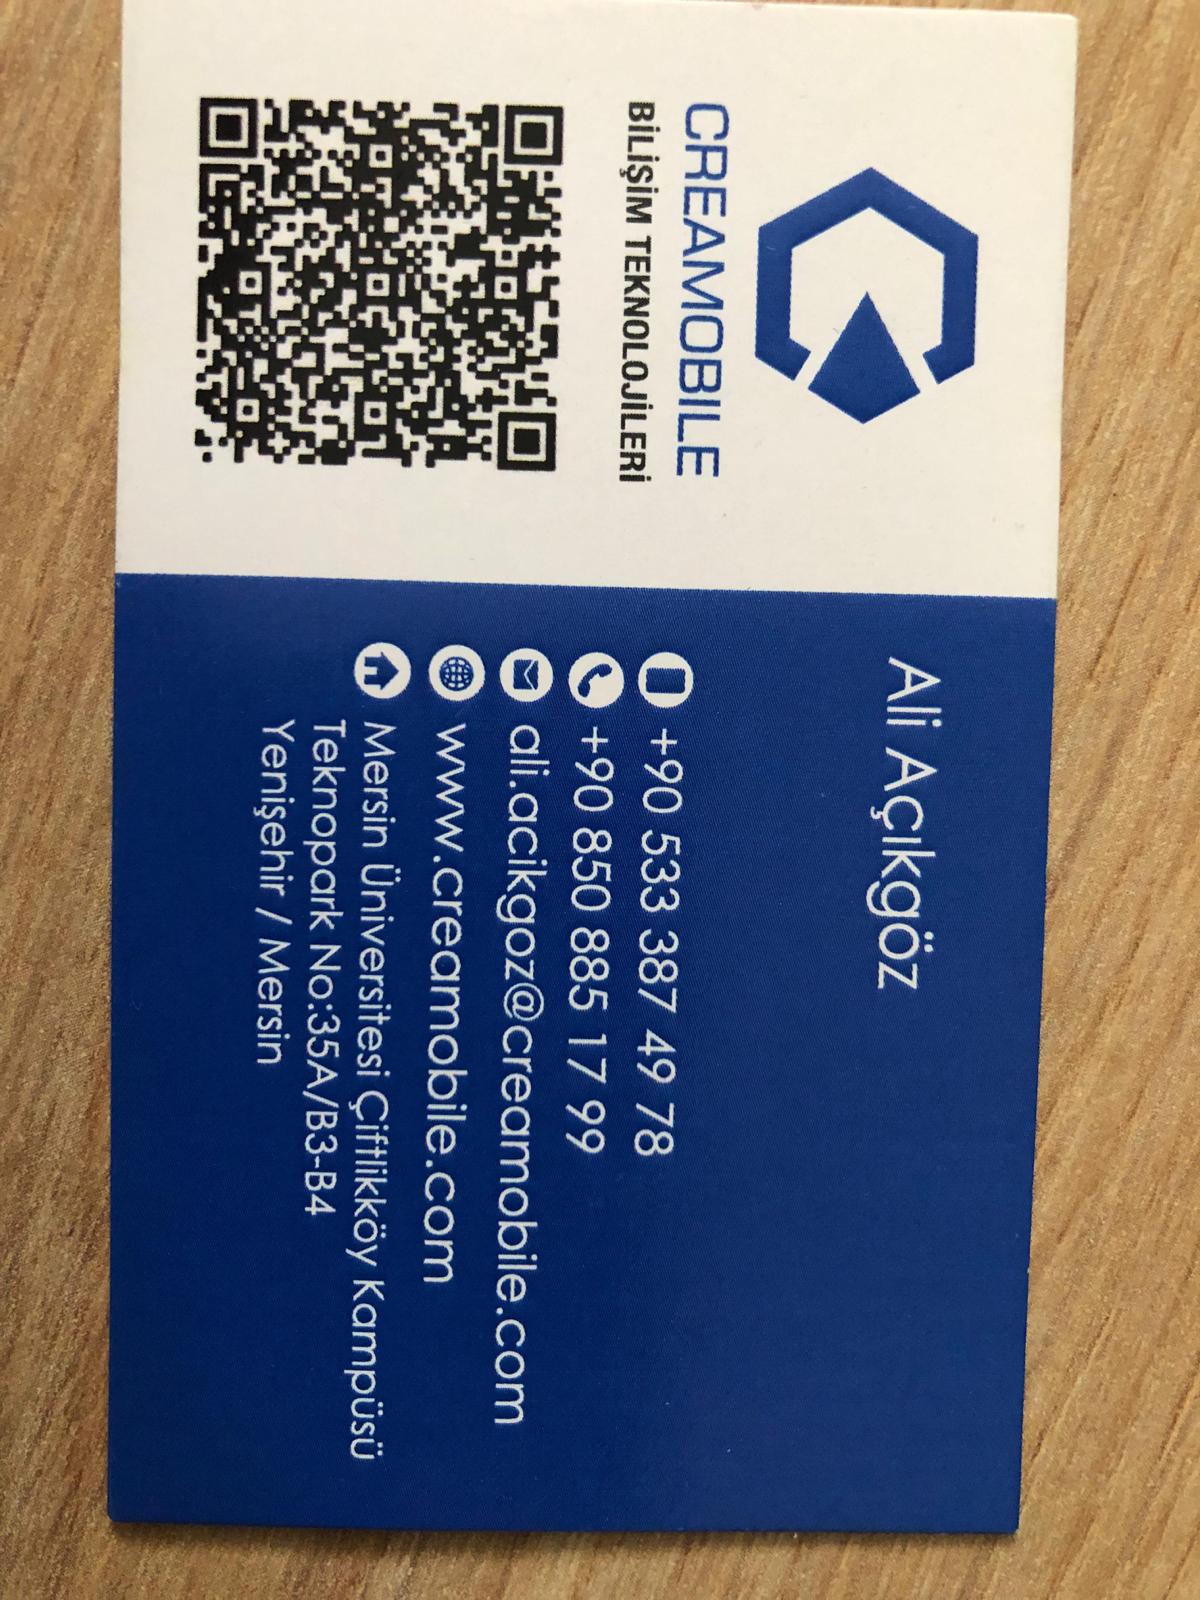 CREAMOBILE
BİLİŞİM TEKNOLOJİLERİ
Ali Açıkgöz
+90 533 387 49 78
+90 850 885 17 99
ali.acikgoz@creamobile.com
www.creamobile.com
Mersin Üniversitesi Çiftlikköy Kampüsü
Teknopark No:35A/B3-B4
Yenişehir / Mersin